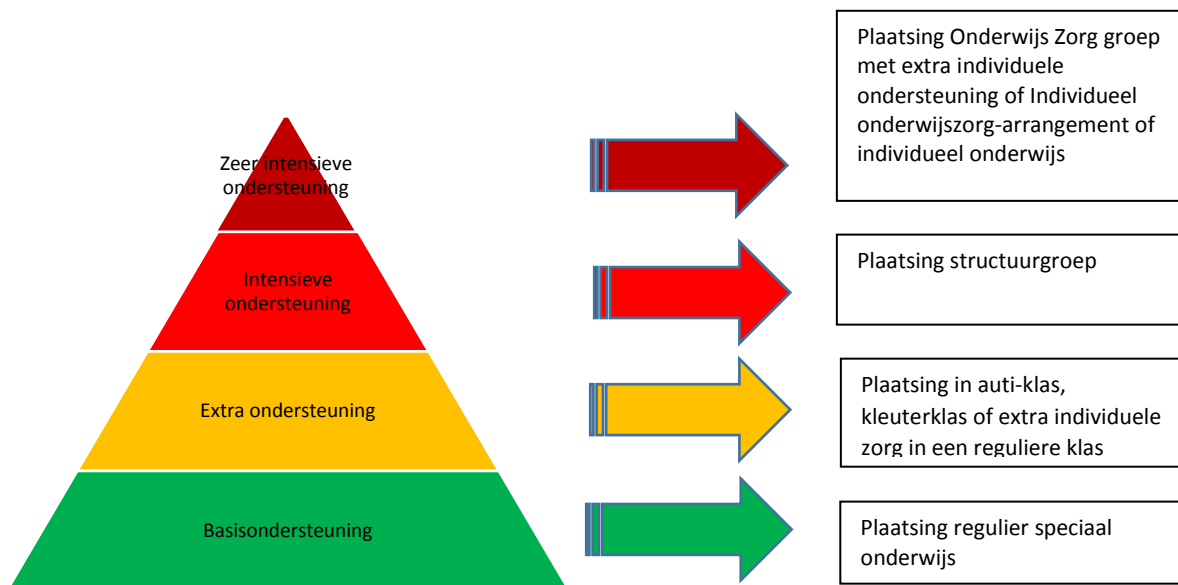 Zeer intensieve
ondersteuning
Plaatsing Onderwijs Zorg groep
met extra individuele
ondersteuning of Individueel
onderwijszorg-arrangement of
individueel onderwijs
Intensieve
ondersteuning
Plaatsing structuurgroep
Extra ondersteuning
Plaatsing in auti-klas,
kleuterklas of extra individuele
zorg in een reguliere klas
Basisondersteuning
Plaatsing regulier speciaal
onderwijs